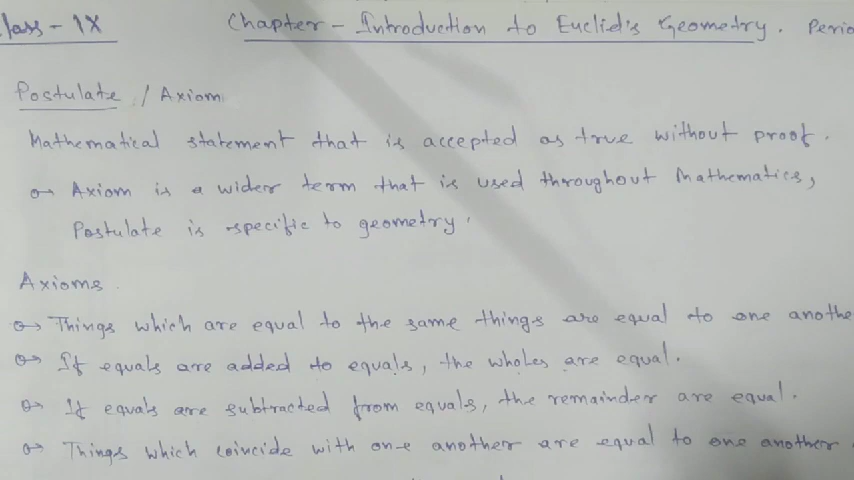 lass - IX Chapter - Introduction to Euclid's Geometry. Perio
Postulate / Axiom
Mathematical statement that is accepted as true without proof.
Axiom is a wider term that is used throughout Mathematics,
Postulate is specific to geometry.
Axioms
Things which are equal to the same things are equal to one anothe
If equals are added to equals, the wholes are equal.
If equals are subtracted from equals, the remainder are equal.
Things which coincide with one another are equal to one another